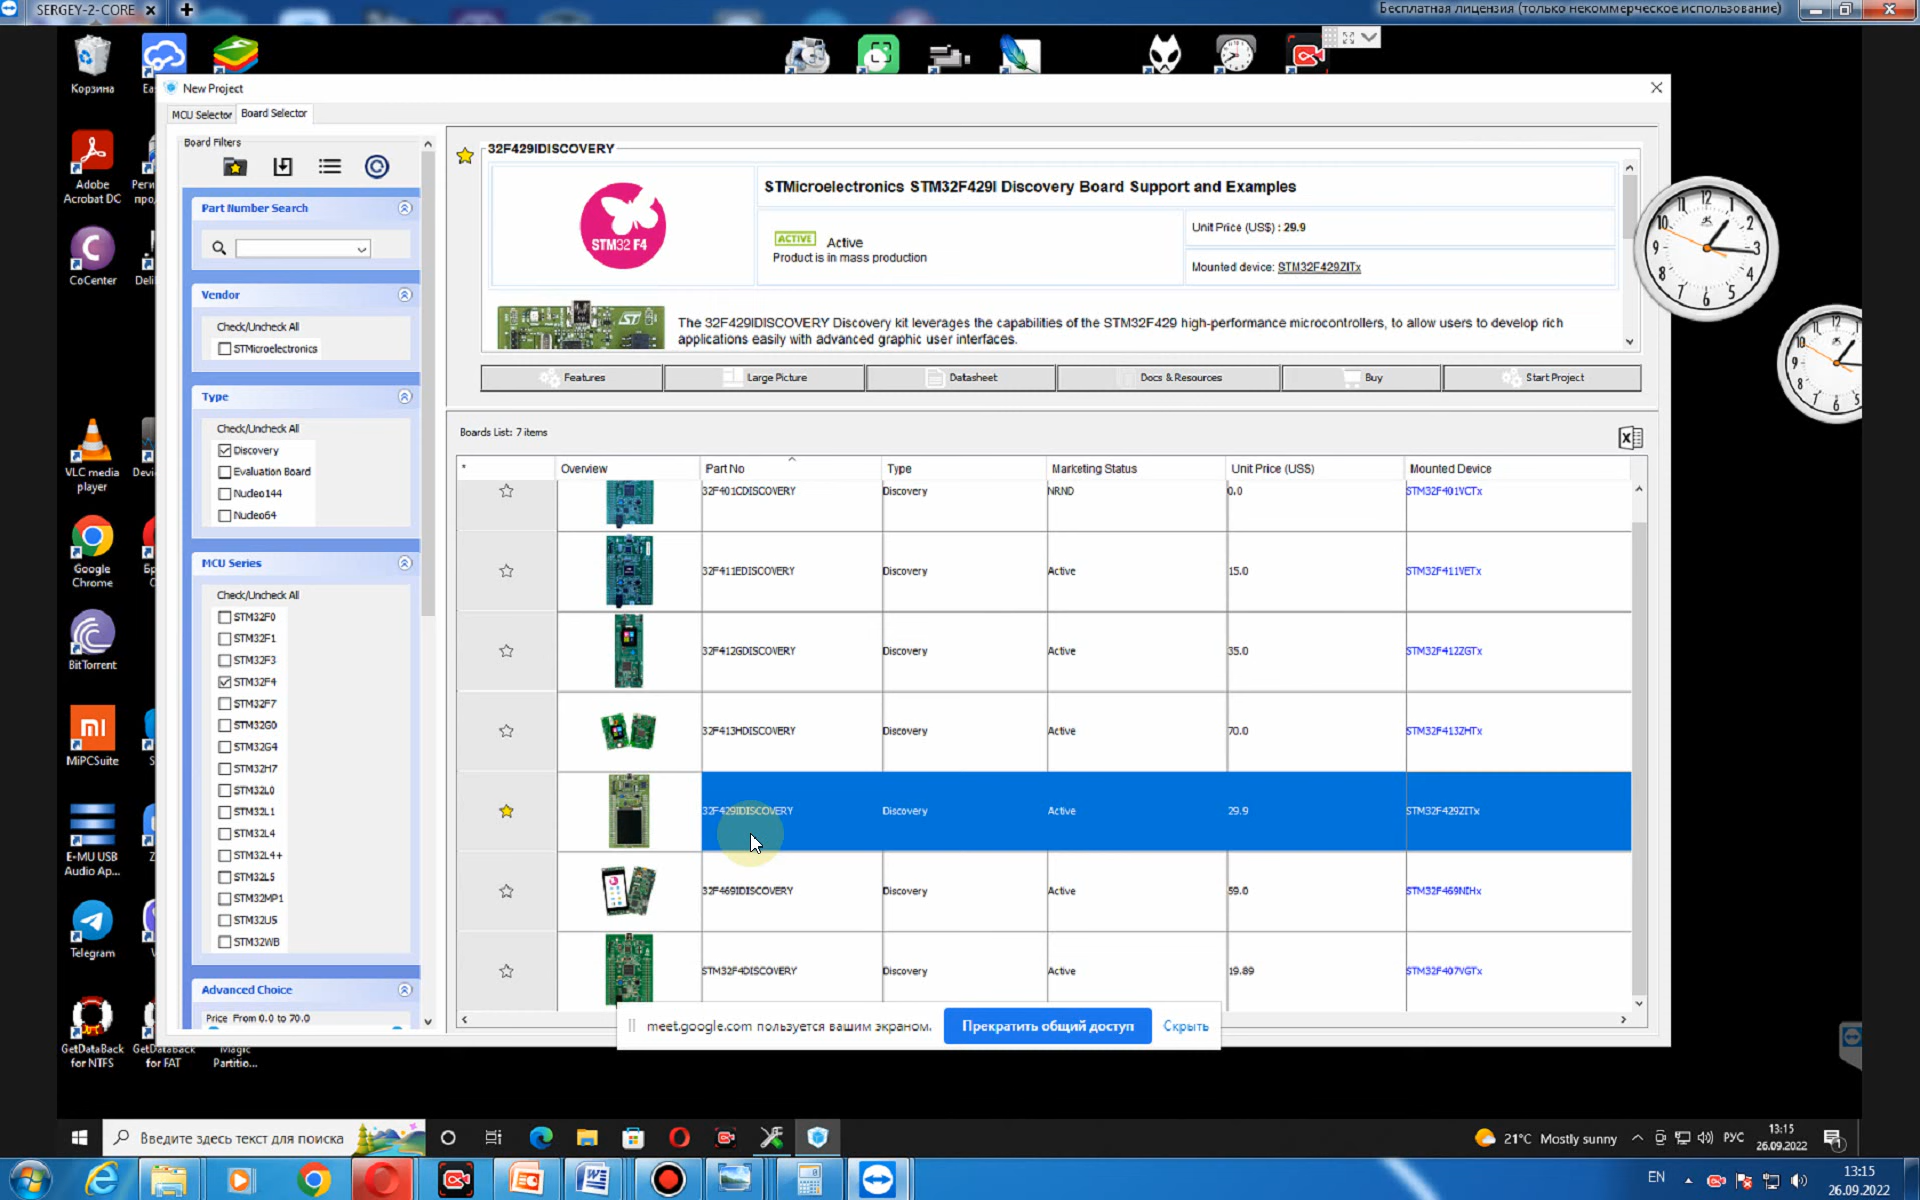 SERGEY-2-CORE
Бесплатная лицензия (только некоммерческое использование)
Корзина
Adobe
Acrobat DC
CoCenter
VLC media
player
Google
Chrome
BitTorrent
MiPCSuite
E-MU USB
Audio Ap...
Telegram
GetDataBack
for NTFS
GetDataBack
for FAT
Magic
Partitio...
New Project
MCU Selector
Board Selector
Board Filters
Part Number Search
Vendor
Check/Uncheck All
STMicroelectronics
Type
Check/Uncheck All
Discovery
Evaluation Board
Nucleo144
Nucleo64
MCU Series
Check/Uncheck All
STM32F0
STM32F1
STM32F3
STM32F4
STM32F7
STM32G0
STM32G4
STM32H7
STM32L0
STM32L1
STM32L4
STM32L4+
STM32L5
STM32MP1
STM32U5
STM32WB
Advanced Choice
Price From 0.0 to 70.0
32F429IDISCOVERY
STM32 F4
STMicroelectronics STM32F429I Discovery Board Support and Examples
ACTIVE Active
Product is in mass production
Unit Price (US$) : 29.9
Mounted device: STM32F429ZITx
The 32F429IDISCOVERY Discovery kit leverages the capabilities of the STM32F429 high-performance microcontrollers, to allow users to develop rich
applications easily with advanced graphic user interfaces.
Features
Large Picture
Datasheet
Docs & Resources
Buy
Start Project
Boards List: 7 items
* Overview Part No Type Marketing Status Unit Price (US$) Mounted Device
32F401CDISCOVERY Discovery NRND 0.0 STM32F401VCTx
32F411EDISCOVERY Discovery Active 15.0 STM32F411VETx
32F412GDISCOVERY Discovery Active 35.0 STM32F412ZGTx
32F413HDISCOVERY Discovery Active 70.0 STM32F413ZHTx
32F429IDISCOVERY Discovery Active 29.9 STM32F429ZITx
32F469IDISCOVERY Discovery Active 59.0 STM32F469NIHx
STM32F4DISCOVERY Discovery Active 19.89 STM32F407VGTx
meet.google.com пользуется вашим экраном.
Прекратить общий доступ
Скрыть
Введите здесь текст для поиска
21°C Mostly sunny
РУС
13:15
26.09.2022
EN
13:15
26.09.2022